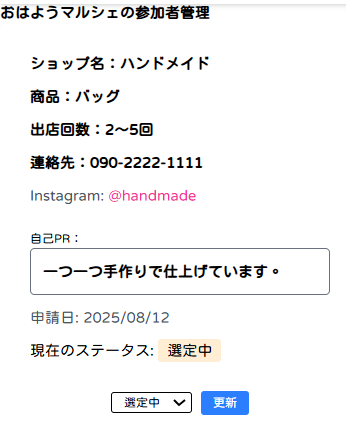 おはようマルシェの参加者管理
ショップ名：ハンドメイド
商品：バッグ
出店回数：2〜5回
連絡先：090-2222-1111
Instagram: @handmade
自己PR：
一つ一つ手作りで仕上げています。
申請日: 2025/08/12
現在のステータス: 選定中
選定中 更新